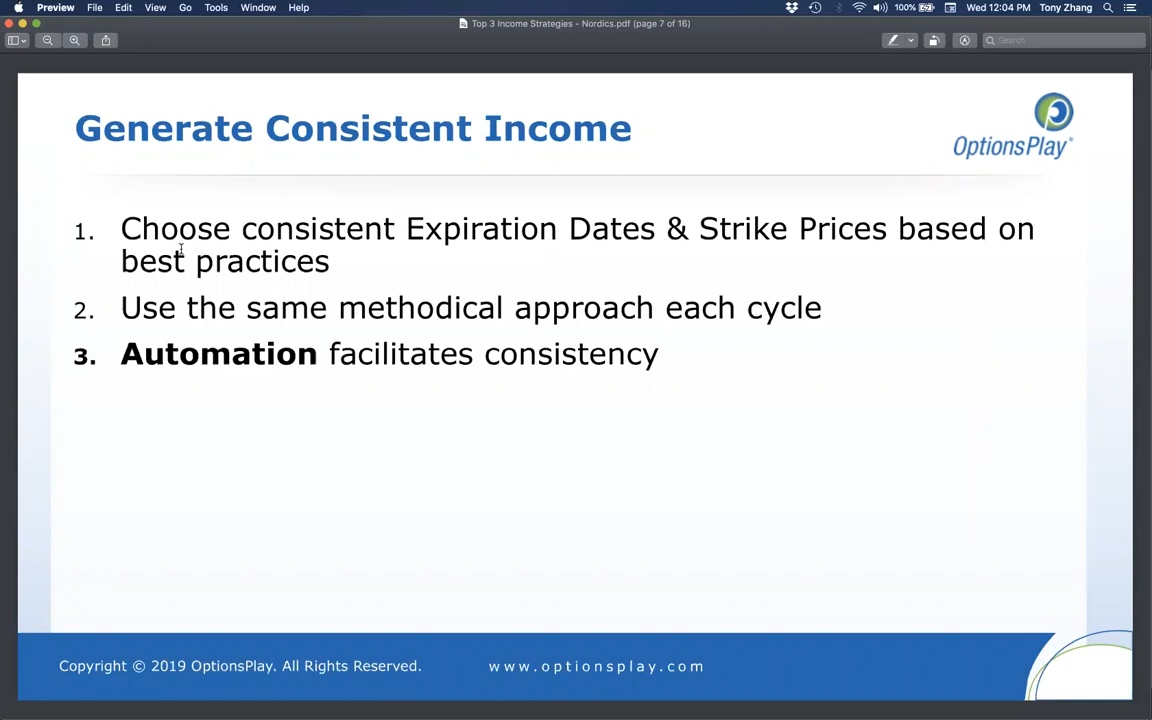 Preview File Edit View Go Tools Window Help 100% Wed 12:04 PM Tony Zhang
Top 3 Income Strategies - Nordics.pdf (page 7 of 16)
Search
Generate Consistent Income
OptionsPlay®
1. Choose consistent Expiration Dates & Strike Prices based on
best practices
2. Use the same methodical approach each cycle
3. Automation facilitates consistency
Copyright © 2019 OptionsPlay. All Rights Reserved. www.optionsplay.com